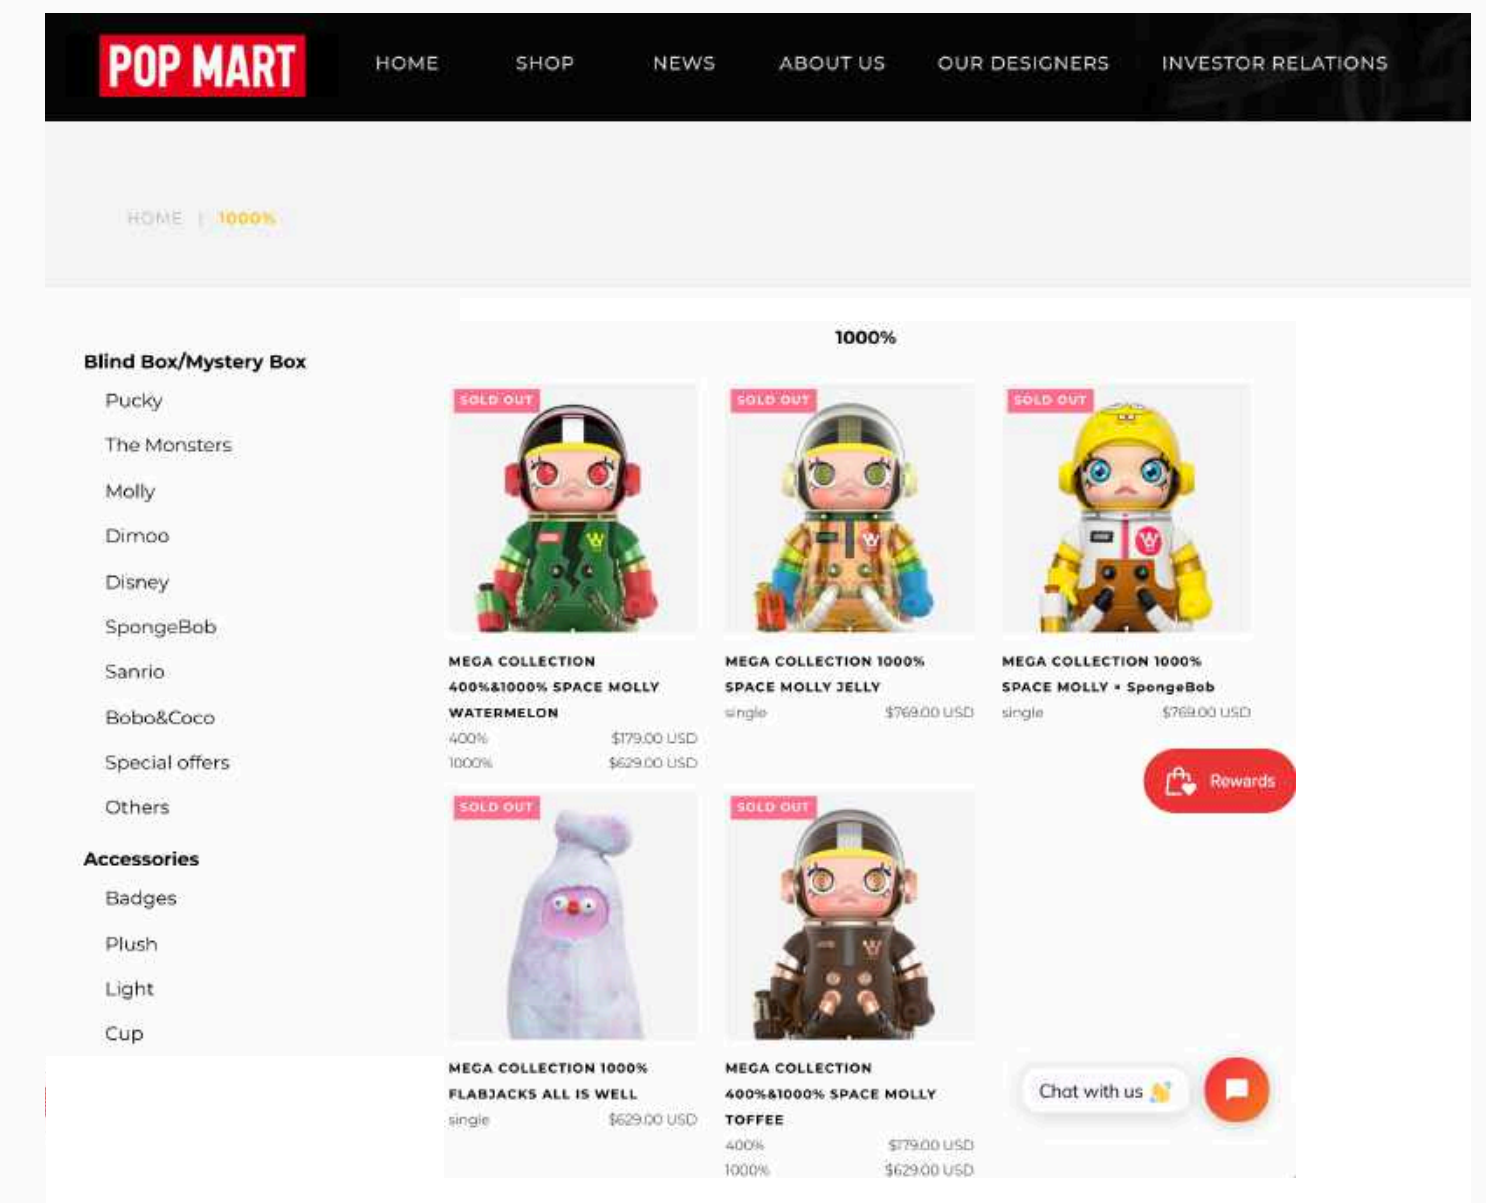 POP MART
HOME
SHOP
NEWS
ABOUT US
OUR DESIGNERS
INVESTOR RELATIONS
HOME | 1000%
Blind Box/Mystery Box
Pucky
The Monsters
Molly
Dimoo
Disney
SpongeBob
Sanrio
Bobo&Coco
Special offers
Others
Accessories
Badges
Plush
Light
Cup
1000%
SOLD OUT
MEGA COLLECTION
400%&1000% SPACE MOLLY
WATERMELON
400% $179.00 USD
1000% $629.00 USD
SOLD OUT
MEGA COLLECTION 1000%
SPACE MOLLY JELLY
single $769.00 USD
SOLD OUT
MEGA COLLECTION 1000%
SPACE MOLLY × SpongeBob
single $769.00 USD
Rewards
SOLD OUT
MEGA COLLECTION 1000%
FLABJACKS ALL IS WELL
single $629.00 USD
SOLD OUT
MEGA COLLECTION
400%&1000% SPACE MOLLY
TOFFEE
400% $179.00 USD
1000% $629.00 USD
Chat with us 👋